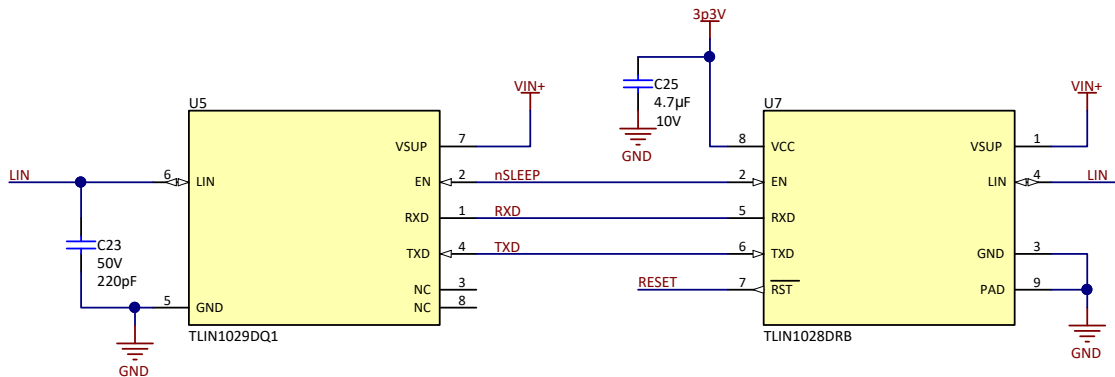 3p3V
C25
4.7µF
10V
GND
U5
VIN+
U7
VIN+
VSUP
7
8
VCC
VSUP
1
LIN
6
LIN
EN
2
nSLEEP
2
EN
LIN
4
LIN
RXD
1
RXD
5
RXD
C23
50V
220pF
TXD
4
TXD
6
TXD
GND
3
NC
3
RESET
7
RST
PAD
9
5
GND
NC
8
TLIN1029DQ1
TLIN1028DRB
GND
GND